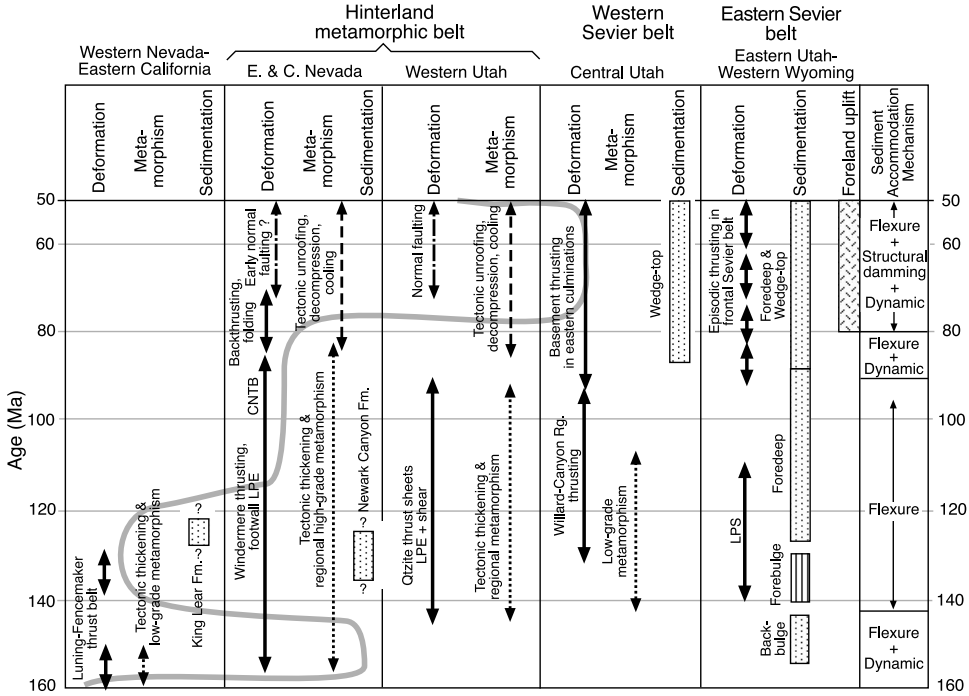 Hinterland
metamorphic belt
Western
Sevier belt
Eastern Sevier
belt
Western Nevada-
Eastern California
E. & C. Nevada
Western Utah
Central Utah
Eastern Utah-
Western Wyoming
Deformation
Meta-
morphism
Sedimentation
Deformation
Meta-
morphism
Sedimentation
Deformation
Meta-
morphism
Sedimentation
Deformation
Sedimentation
Foreland uplift
Sediment
Accommodation
Mechanism
Age (Ma)
50
60
80
100
120
140
160
50
60
80
100
120
140
160
Luning-Fencemaker
thrust belt
Tectonic thickening &
low-grade metamorphism
?
King Lear Fm.-?
Early normal
faulting ?
Backthrusting,
folding
CNTB
Windermere thrusting,
footwall LPE
Tectonic unroofing,
decompression,
cooling
Tectonic thickening &
regional high-grade metamorphism
? Newark Canyon Fm.
?
Normal faulting
Qtzite thrust sheets
LPE + shear
Tectonic unroofing,
decompression, cooling
Tectonic thickening &
regional metamorphism
Basement thrusting
in eastern culminations
Willard-Canyon Rg.
thrusting
Low-grade
metamorphism
Wedge-top
Episodic thrusting in
frontal Sevier belt
LPS
Foredeep &
Wedge-top
Foredeep
Forebulge
Back-
bulge
Flexure
+
Structural
damming
+
Dynamic
Flexure
+
Dynamic
Flexure
Flexure
+
Dynamic